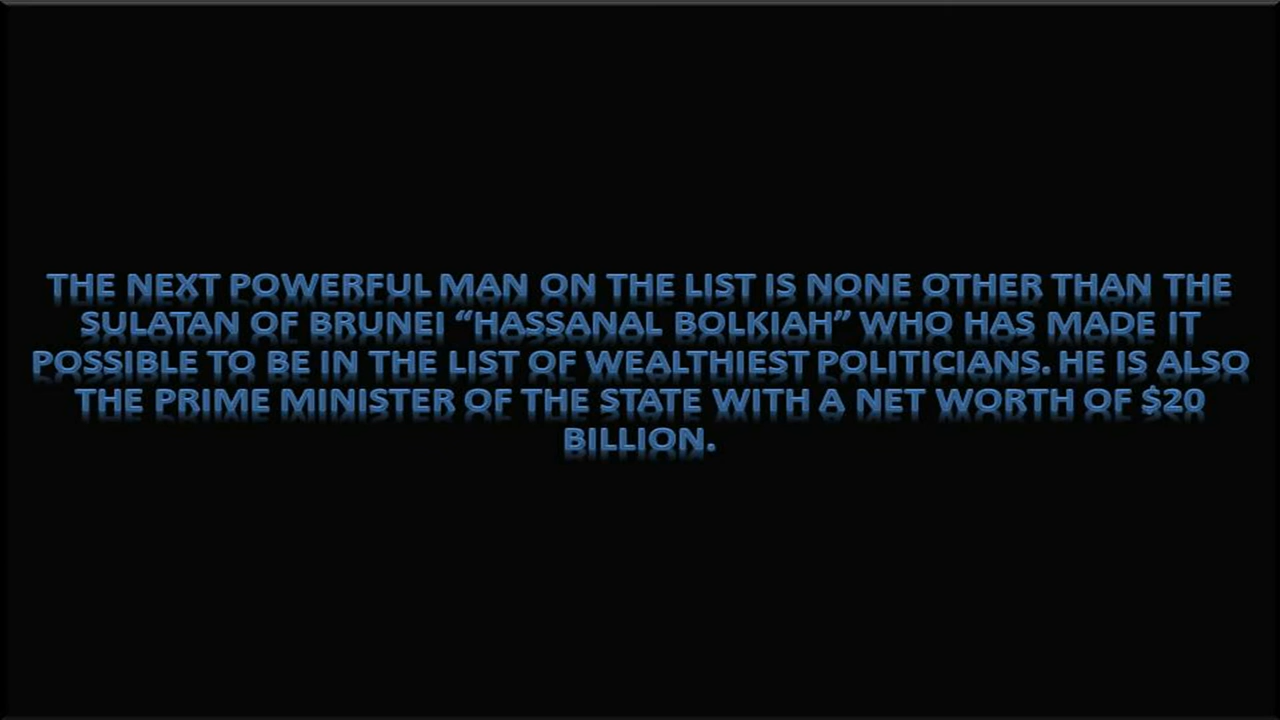 THE NEXT POWERFUL MAN ON THE LIST IS NONE OTHER THAN THE
SULATAN OF BRUNEI “HASSANAL BOLKIAH” WHO HAS MADE IT
POSSIBLE TO BE IN THE LIST OF WEALTHIEST POLITICIANS. HE IS ALSO
THE PRIME MINISTER OF THE STATE WITH A NET WORTH OF $20
BILLION.